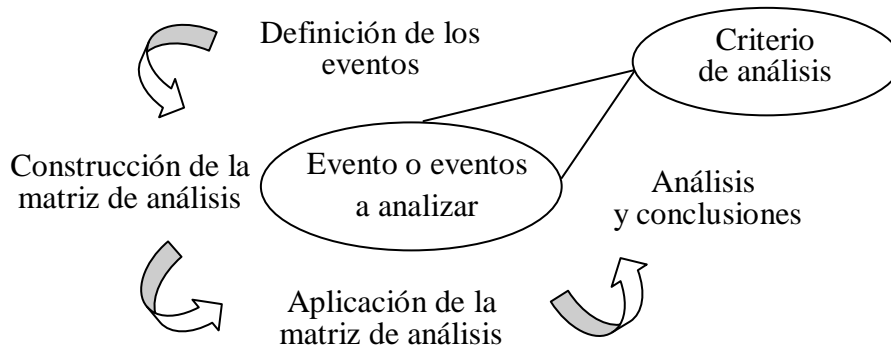 Definición de los
eventos
Criterio
de análisis
Construcción de la
matriz de análisis
Evento o eventos
a analizar
Análisis
y conclusiones
Aplicación de la
matriz de análisis